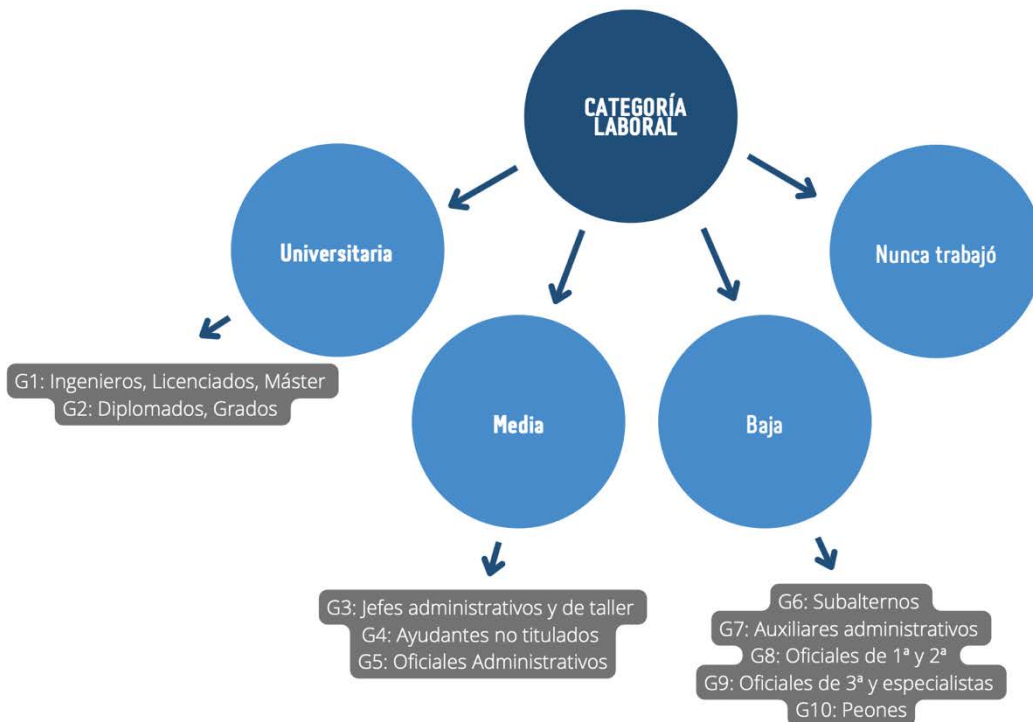 CATEGORÍA
LABORAL
Universitaria
Nunca trabajó
G1: Ingenieros, Licenciados, Máster
G2: Diplomados, Grados
Media
Baja
G3: Jefes administrativos y de taller
G4: Ayudantes no titulados
G5: Oficiales Administrativos
G6: Subalternos
G7: Auxiliares administrativos
G8: Oficiales de 1ª y 2ª
G9: Oficiales de 3ª y especialistas
G10: Peones